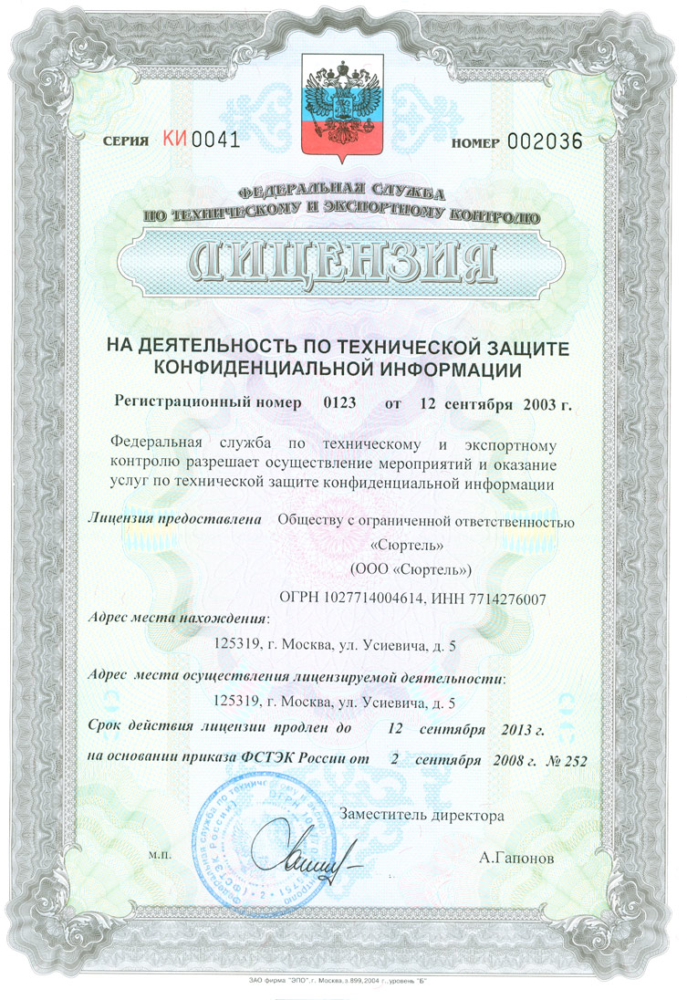 СЕРИЯ КИ 0041 НОМЕР 002036
ФЕДЕРАЛЬНАЯ СЛУЖБА
ПО ТЕХНИЧЕСКОМУ И ЭКСПОРТНОМУ КОНТРОЛЮ
ЛИЦЕНЗИЯ
НА ДЕЯТЕЛЬНОСТЬ ПО ТЕХНИЧЕСКОЙ ЗАЩИТЕ
КОНФИДЕНЦИАЛЬНОЙ ИНФОРМАЦИИ
Регистрационный номер 0123 от 12 сентября 2003 г.
Федеральная служба по техническому и экспортному
контролю разрешает осуществление мероприятий и оказание
услуг по технической защите конфиденциальной информации
Лицензия предоставлена Обществу с ограниченной ответственностью
«Сюртель»
(ООО «Сюртель»)
ОГРН 1027714004614, ИНН 7714276007
Адрес места нахождения:
125319, г. Москва, ул. Усиевича, д. 5
Адрес места осуществления лицензируемой деятельности:
125319, г. Москва, ул. Усиевича, д. 5
Срок действия лицензии продлен до 12 сентября 2013 г.
на основании приказа ФСТЭК России от 2 сентября 2008 г. № 252
Заместитель директора
м.п. А.Гапонов
ЗАО фирма "ЭПО", г. Москва, з.899, 2004 г., уровень "Б"